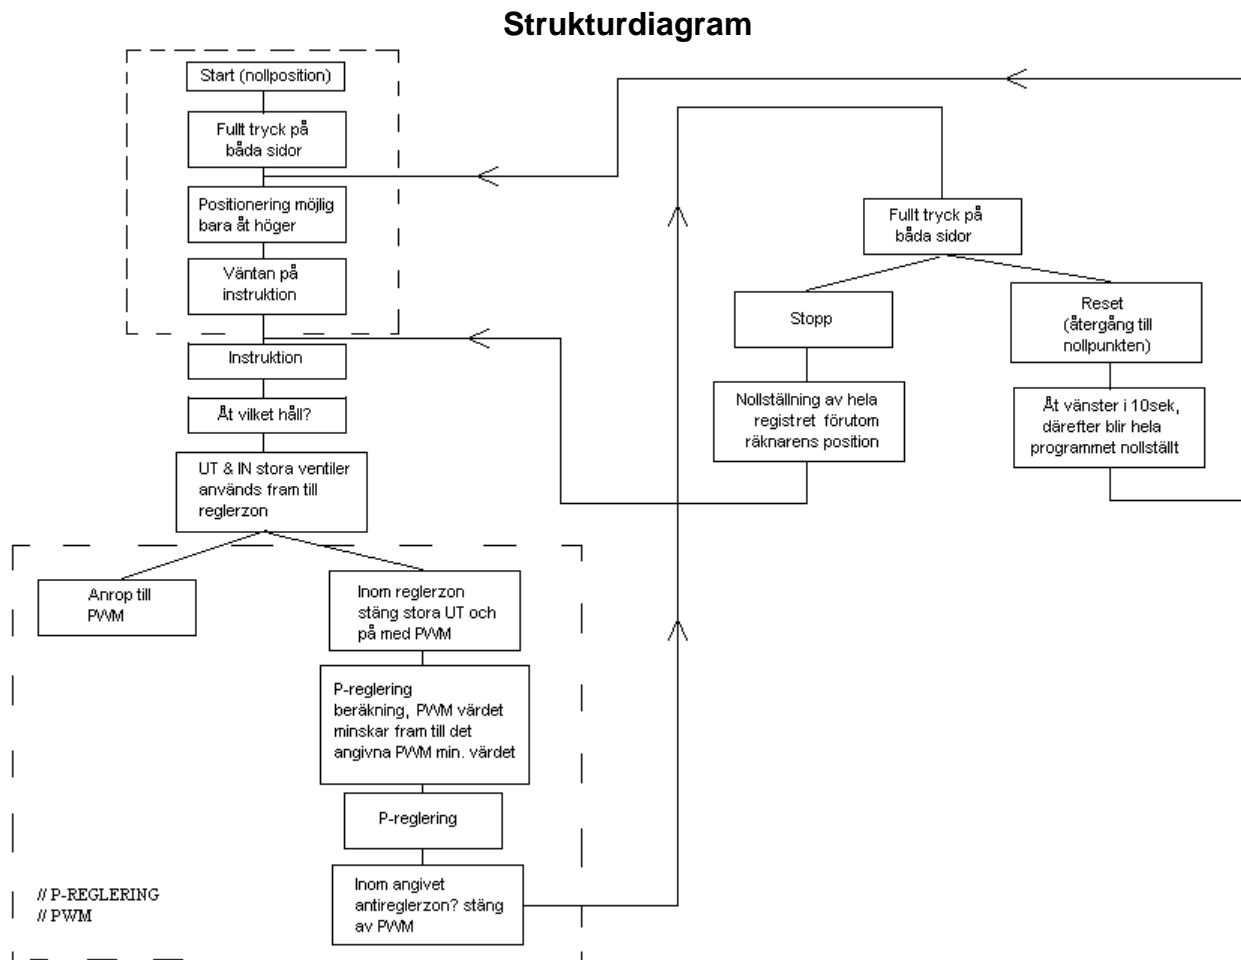 Strukturdiagram
Start (nollposition)
Fullt tryck på
båda sidor
Positionering möjlig
bara åt höger
Väntan på
instruktion
Instruktion
Åt vilket håll?
UT & IN stora ventiler
används fram till
reglerzon
Anrop till
PWM
Inom reglerzon
stäng stora UT och
på med PWM
P-reglering
beräkning, PWM värdet
minskar fram till det
angivna PWM min. värdet
P-reglering
Inom angivet
antireglerzon? stäng
av PWM
// P-REGLERING
// PWM
Fullt tryck på
båda sidor
Stopp
Nollställning av hela
registret förutom
räknarens position
Reset
(återgång till
nollpunkten)
Åt vänster i 10sek,
därefter blir hela
programmet nollställt